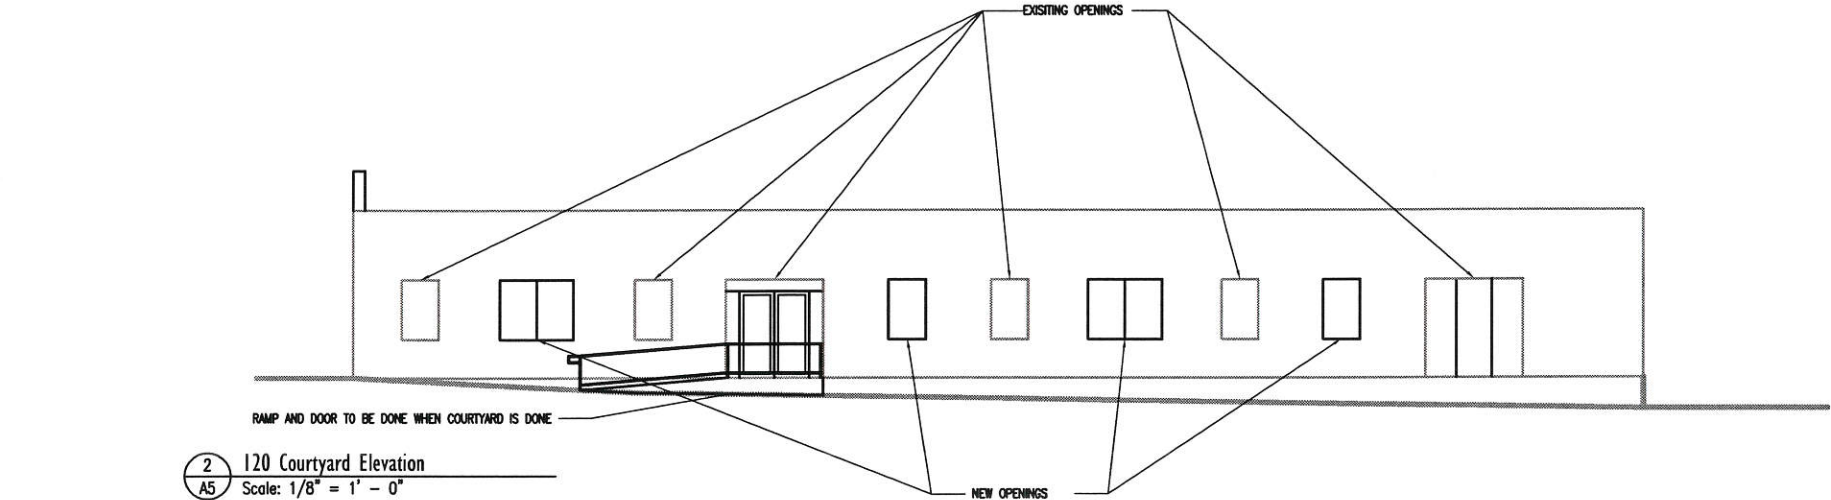 EXISITING OPENINGS
RAMP AND DOOR TO BE DONE WHEN COURTYARD IS DONE
2
A5
120 Courtyard Elevation
Scale: 1/8" = 1' - 0"
NEW OPENINGS